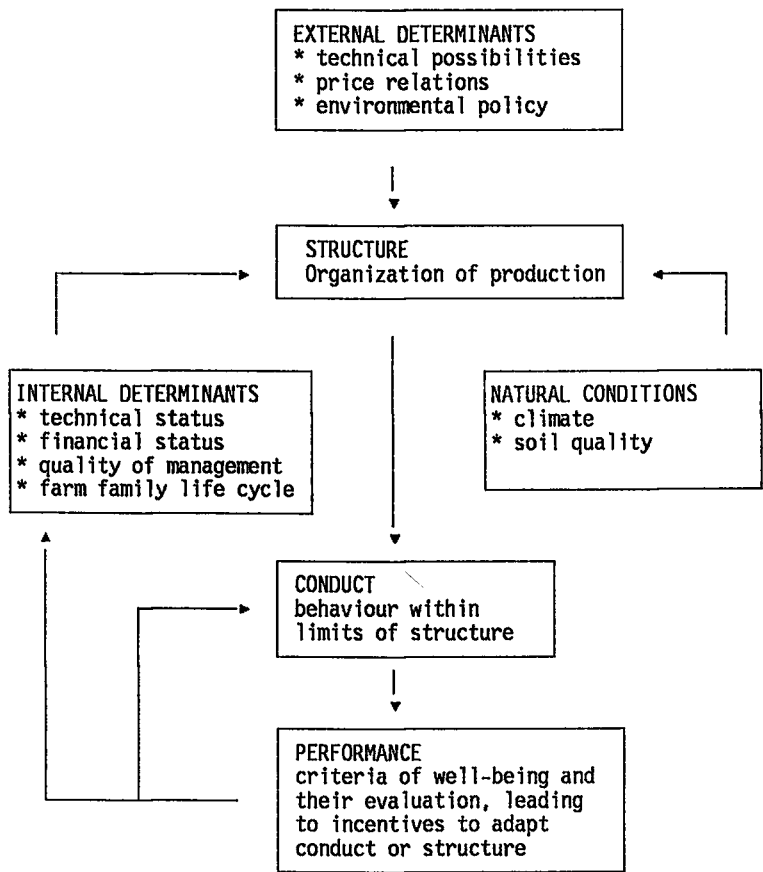 EXTERNAL DETERMINANTS
* technical possibilities
* price relations
* environmental policy
STRUCTURE
Organization of production
INTERNAL DETERMINANTS
* technical status
* financial status
* quality of management
* farm family life cycle
NATURAL CONDITIONS
* climate
* soil quality
CONDUCT
behaviour within
limits of structure
PERFORMANCE
criteria of well-being and
their evaluation, leading
to incentives to adapt
conduct or structure